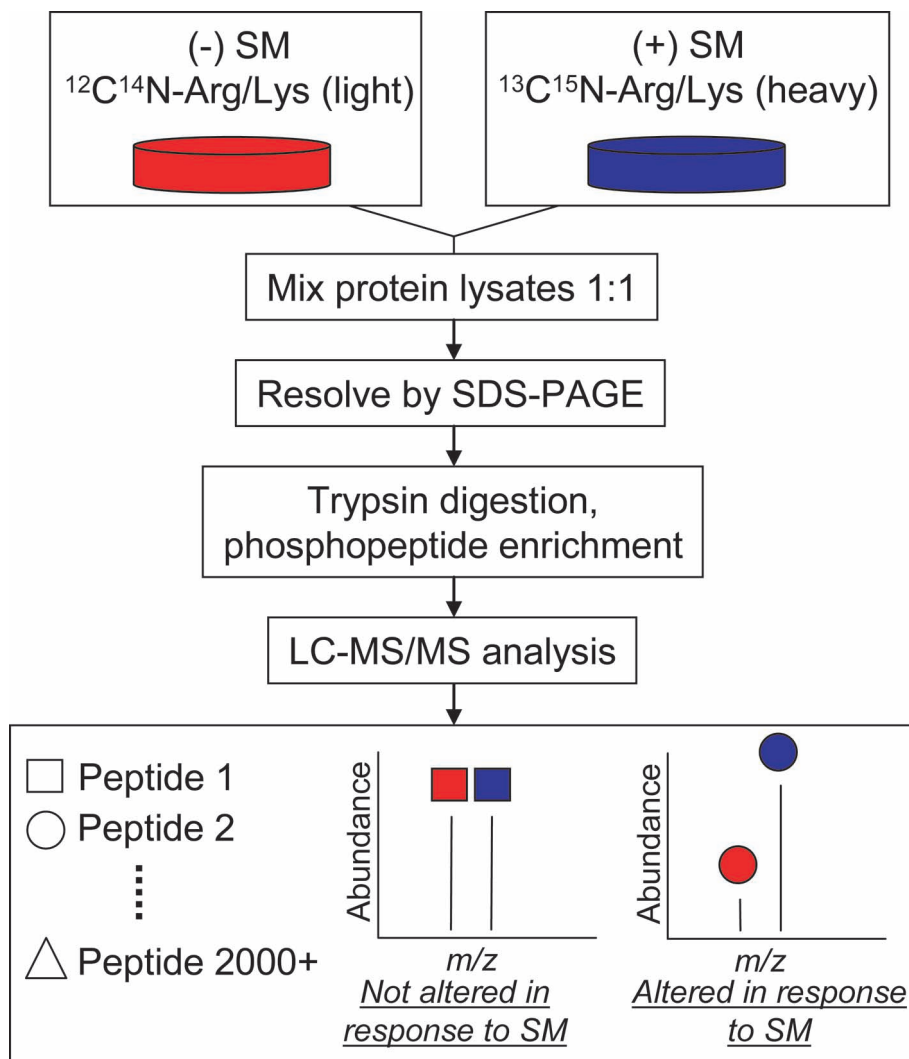 (-) SM
¹²C¹⁴N-Arg/Lys (light)
(+) SM
¹³C¹⁵N-Arg/Lys (heavy)
Mix protein lysates 1:1
Resolve by SDS-PAGE
Trypsin digestion,
phosphopeptide enrichment
LC-MS/MS analysis
Peptide 1
Peptide 2
Peptide 2000+
Abundance
m/z
Not altered in
response to SM
Abundance
m/z
Altered in response
to SM